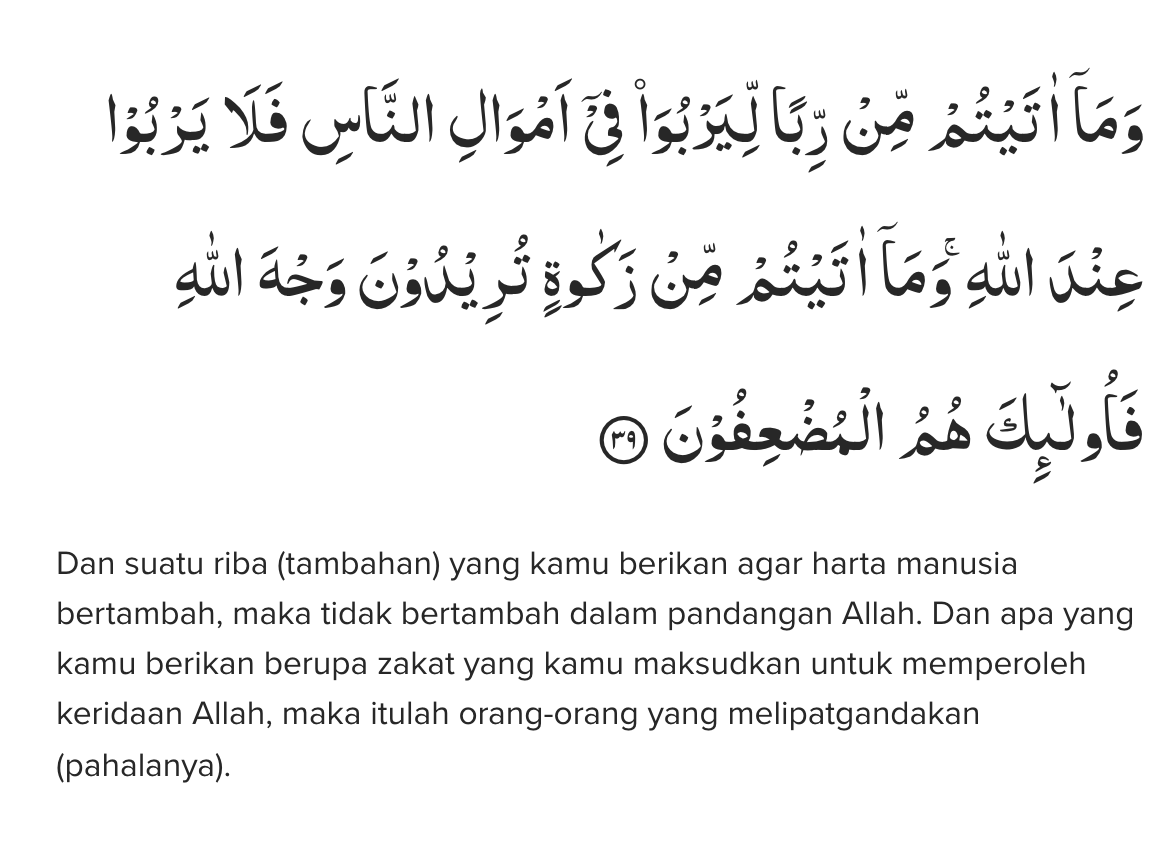 وَمَآ اٰتَيْتُمْ مِّنْ رِّبًا لِّيَرْبُوَا۟ فِيْٓ اَمْوَالِ النَّاسِ فَلَا يَرْبُوْا
عِنْدَ اللّٰهِ ۚوَمَآ اٰتَيْتُمْ مِّنْ زَكٰوةٍ تُرِيْدُوْنَ وَجْهَ اللّٰهِ
فَاُولٰۤىِٕكَ هُمُ الْمُضْعِفُوْنَ ٣٩
Dan suatu riba (tambahan) yang kamu berikan agar harta manusia
bertambah, maka tidak bertambah dalam pandangan Allah. Dan apa yang
kamu berikan berupa zakat yang kamu maksudkan untuk memperoleh
keridaan Allah, maka itulah orang-orang yang melipatgandakan
(pahalanya).